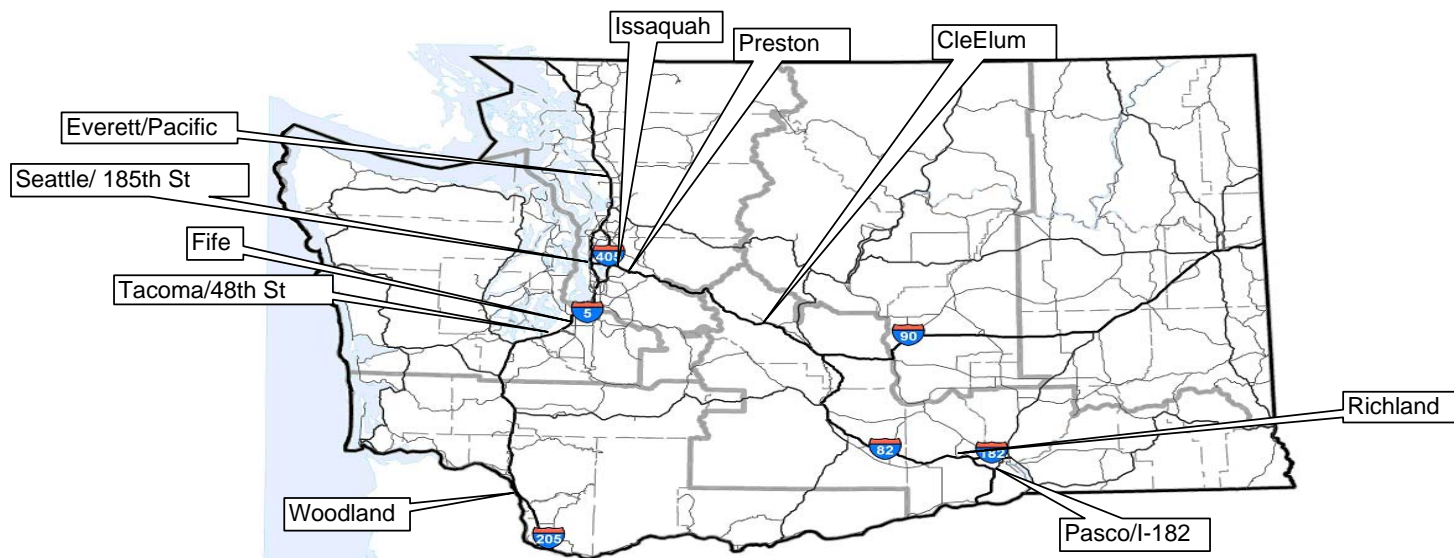 Issaquah
Preston
CleElum
Everett/Pacific
Seattle/ 185th St
Fife
405
Tacoma/48th St
5
90
Richland
82
182
Woodland
205
Pasco/I-182